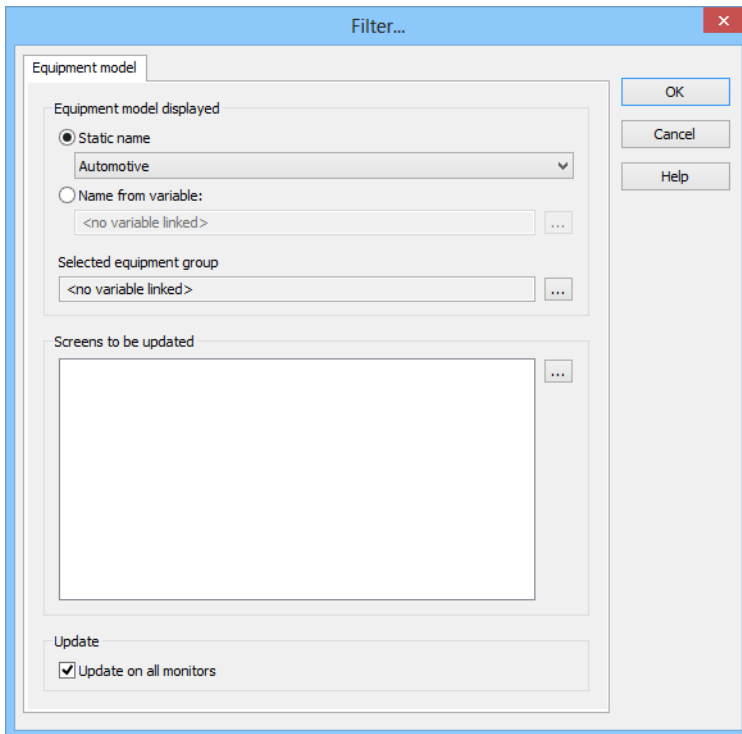 Filter...
Equipment model
Equipment model displayed
Static name
Automotive
Name from variable:
<no variable linked>
...
Selected equipment group
<no variable linked>
...
Screens to be updated
...
Update
Update on all monitors
OK
Cancel
Help